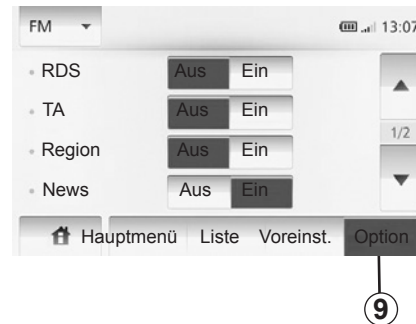 FM 13:07
RDS Aus Ein
TA Aus Ein
Region Aus Ein
1/2
News Aus Ein
Hauptmenü Liste Voreinst. Option
9